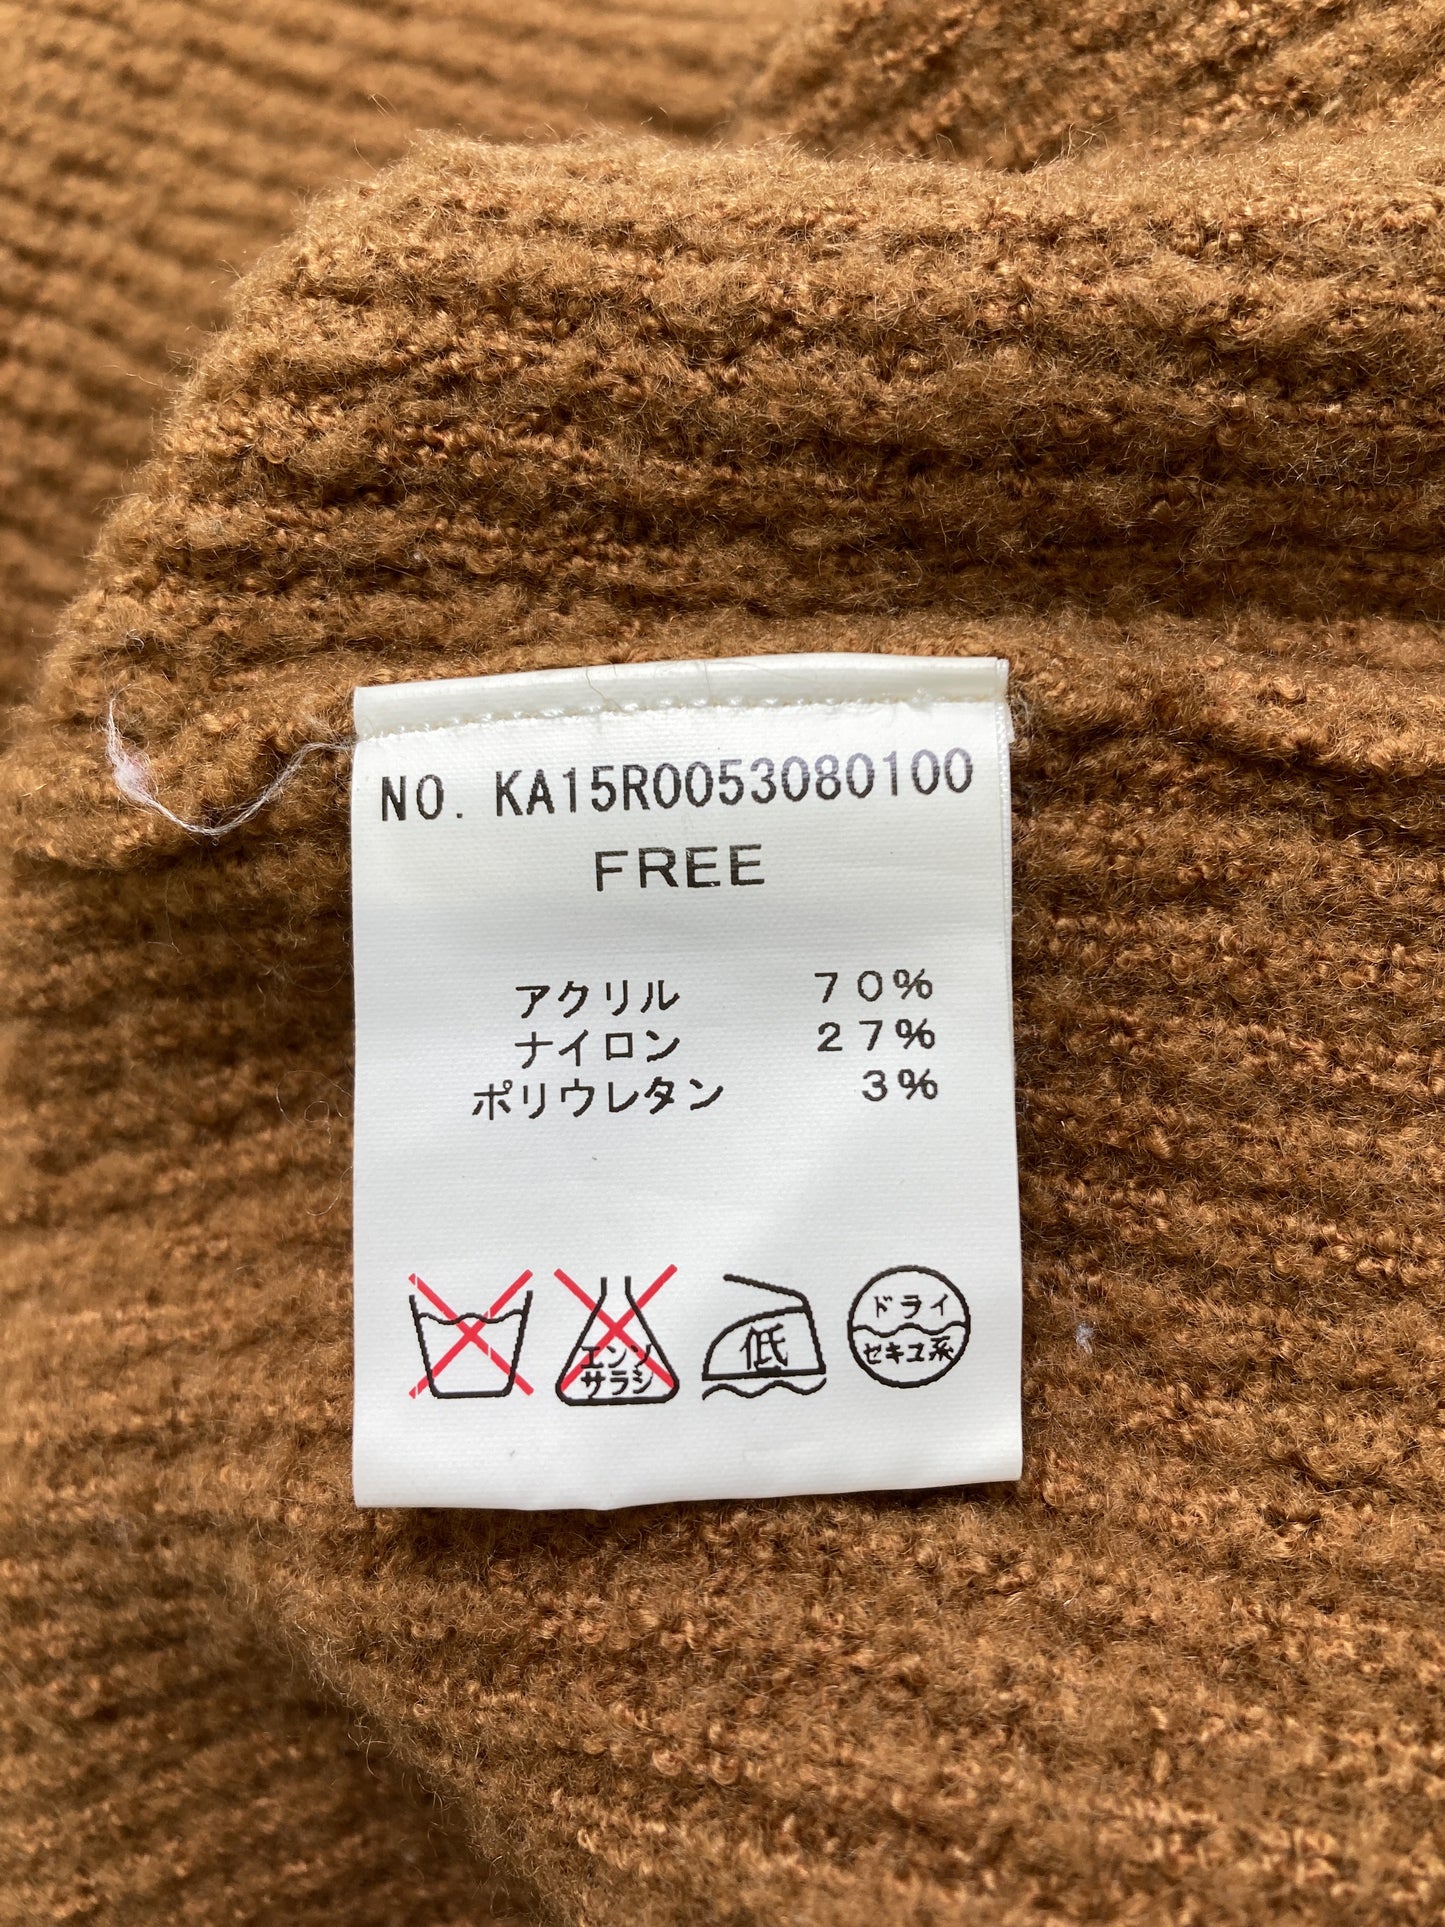 NO. KA15R0053080100
FREE
アクリル 70%
ナイロン 27%
ポリウレタン 3%
エンソ
サラシ
低
ドライ
セキユ系